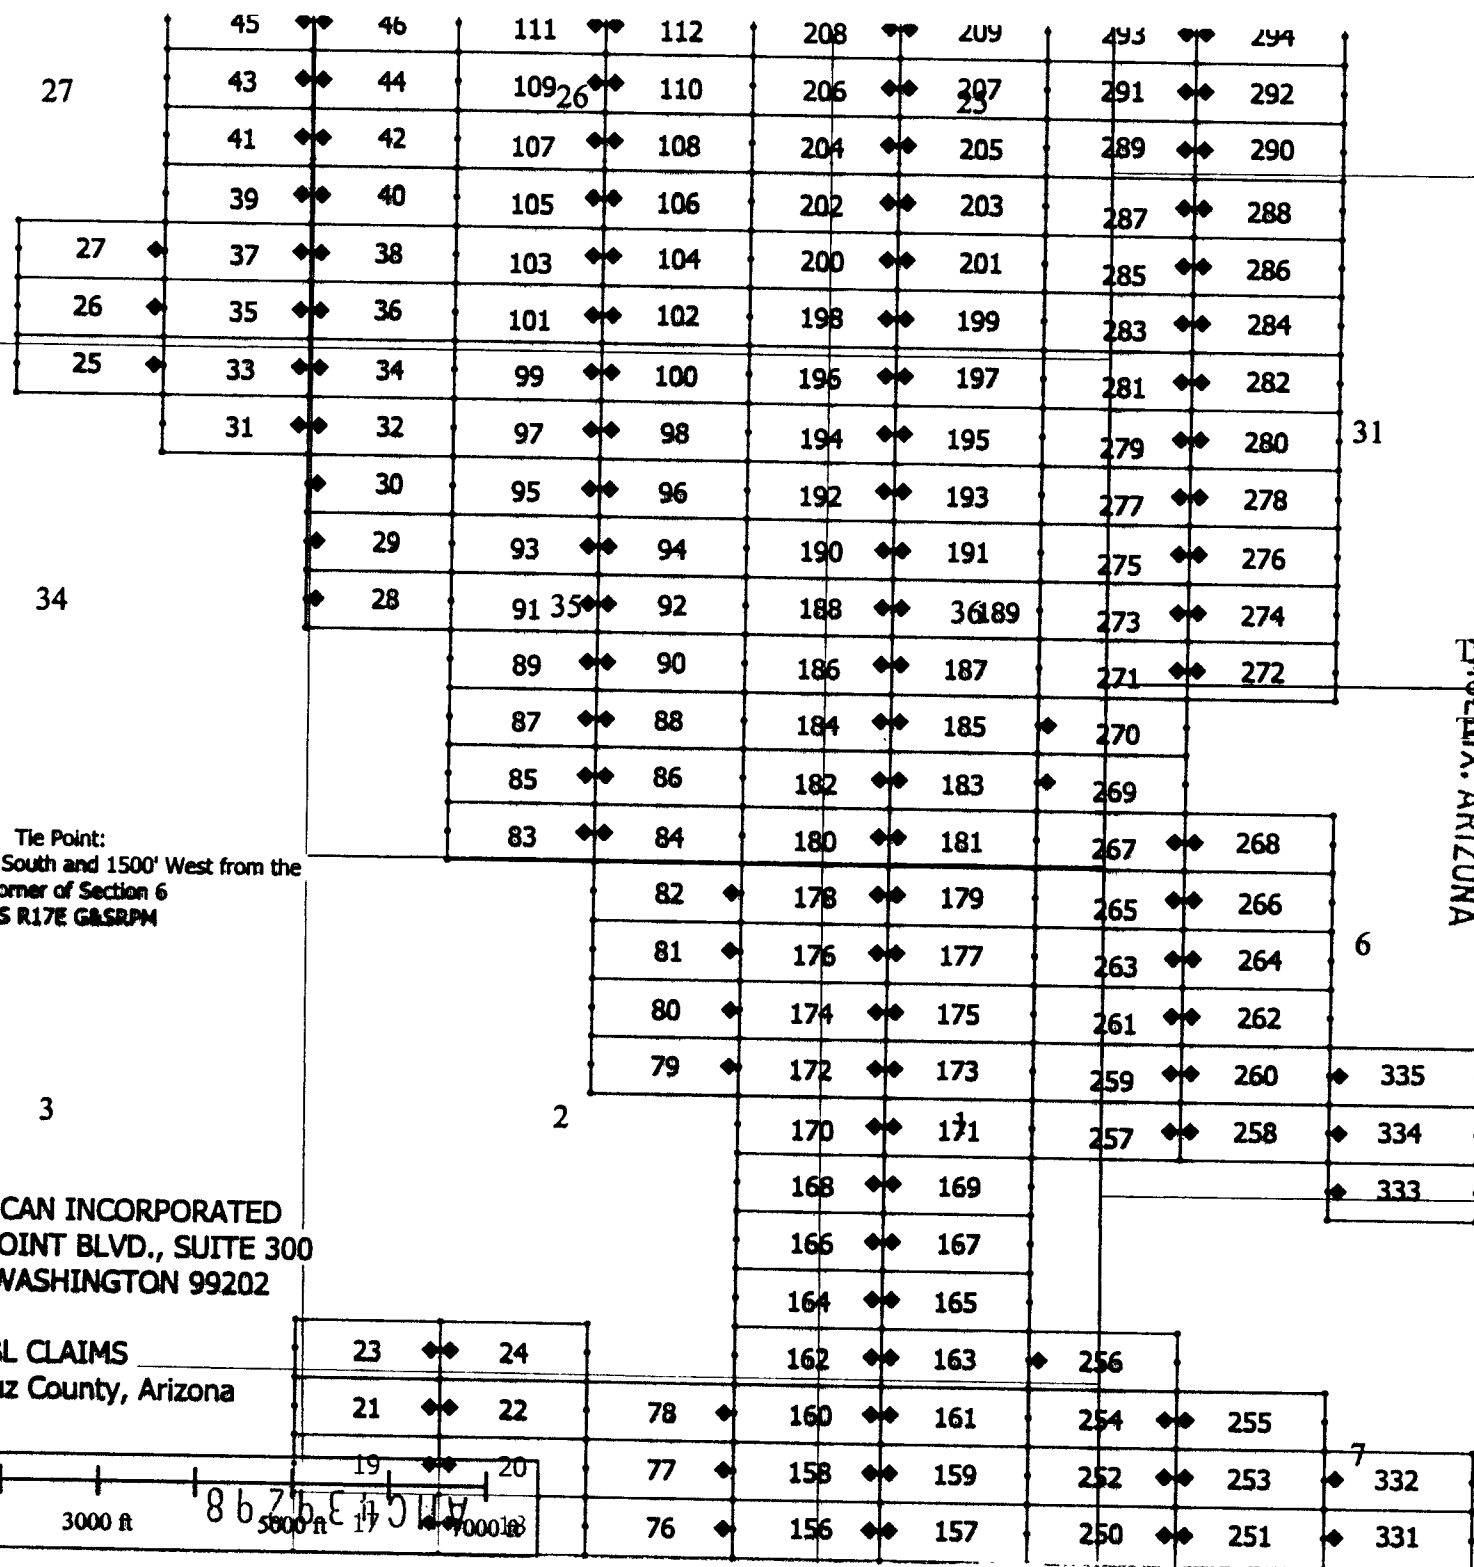 45 46 111 112 208 209 293 294
27 43 44 109 26 110 206 207 25 291 292
41 42 107 108 204 205 289 290
39 40 105 106 202 203 287 288
27 37 38 103 104 200 201 285 286
26 35 36 101 102 198 199 283 284
25 33 34 99 100 196 197 281 282
31 32 97 98 194 195 279 280 31
30 95 96 192 193 277 278
29 93 94 190 191 275 276
34 28 91 35 92 188 36 189 273 274
89 90 186 187 271 272
87 88 184 185 270
85 86 182 183 269
83 84 180 181 267 268
Tie Point:
South and 1500' West from the
orner of Section 6
S R17E G&SRPM
ARIZONA
82 178 179 265 266
81 176 177 263 264 6
80 174 175 261 262
79 172 173 259 260 335
3 2 170 171 1 257 258 334
168 169 333
166 167
164 165
CAN INCORPORATED
OINT BLVD., SUITE 300
WASHINGTON 99202
23 24 162 163 256
L CLAIMS
uz County, Arizona
21 22 78 160 161 254 255
19 20 77 158 159 252 253 7 332
3000 ft 5000 ft 17 7000 ft 18 76 156 157 250 251 331